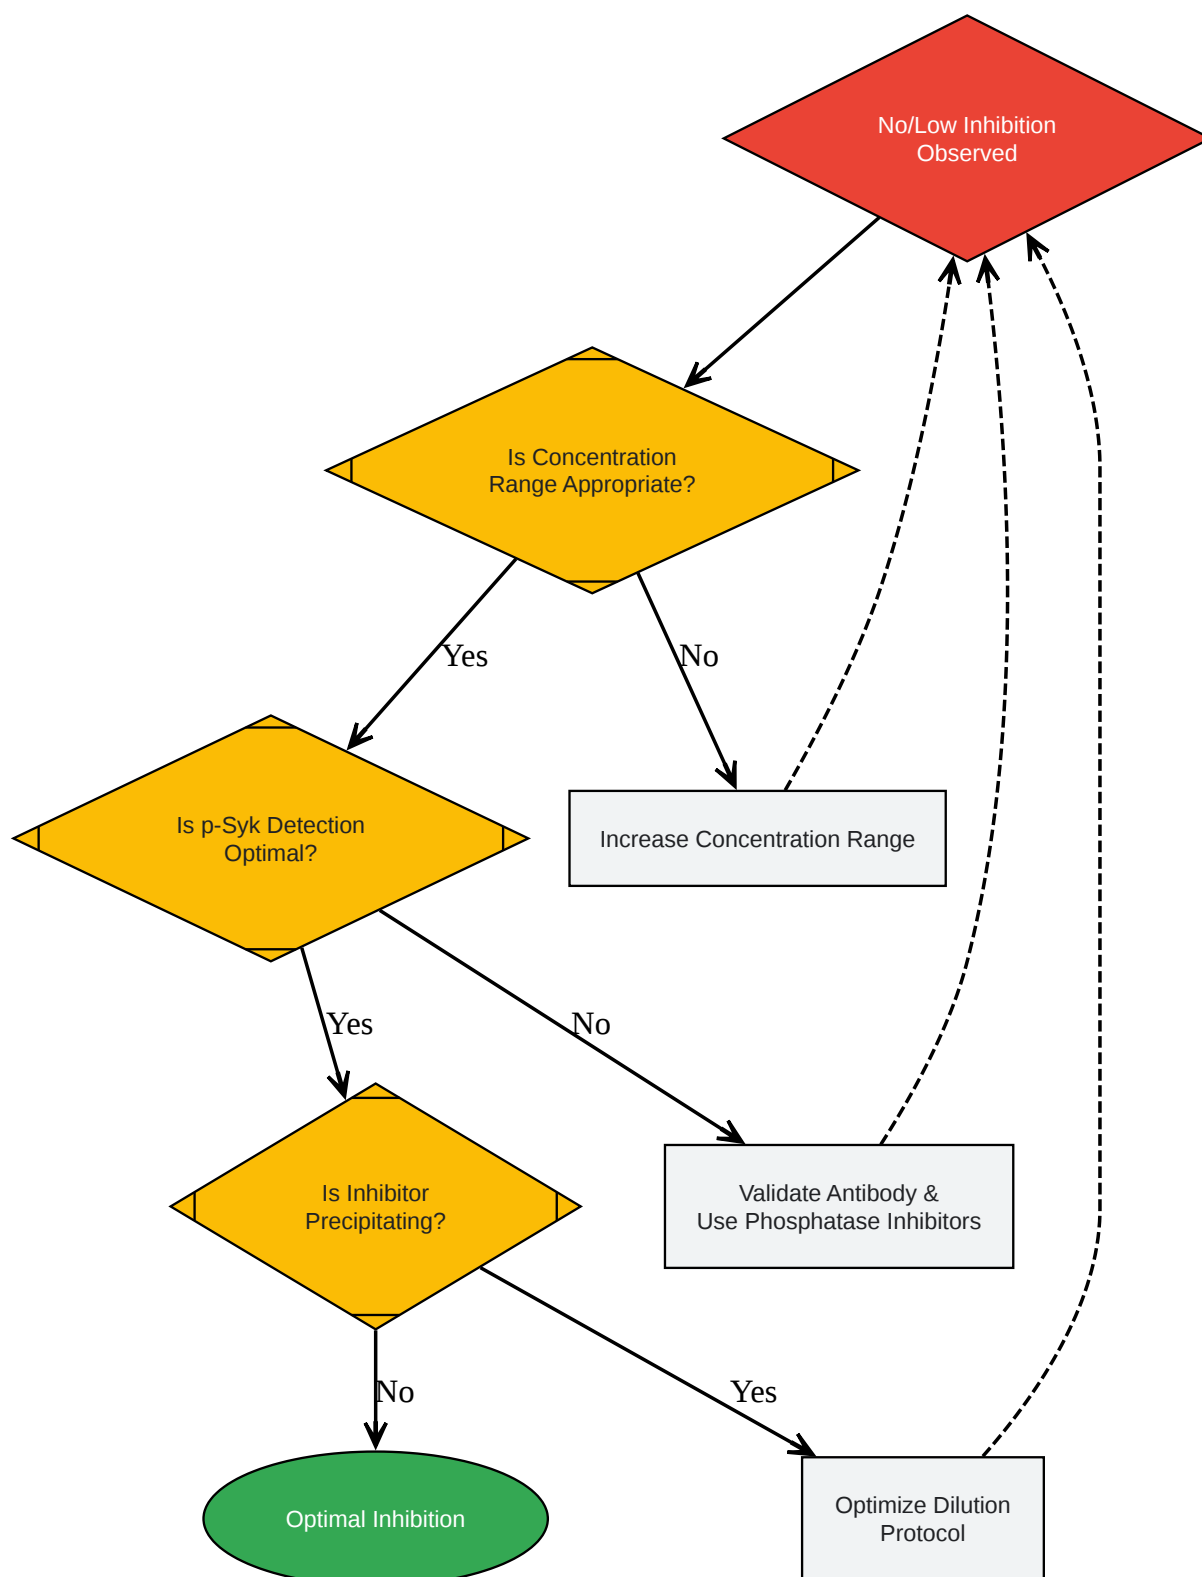 No/Low Inhibition
Observed
Is Concentration
Range Appropriate?
Yes
No
Is p-Syk Detection
Optimal?
Increase Concentration Range
Yes
No
Is Inhibitor
Precipitating?
Validate Antibody &
Use Phosphatase Inhibitors
No
Yes
Optimal Inhibition
Optimize Dilution
Protocol